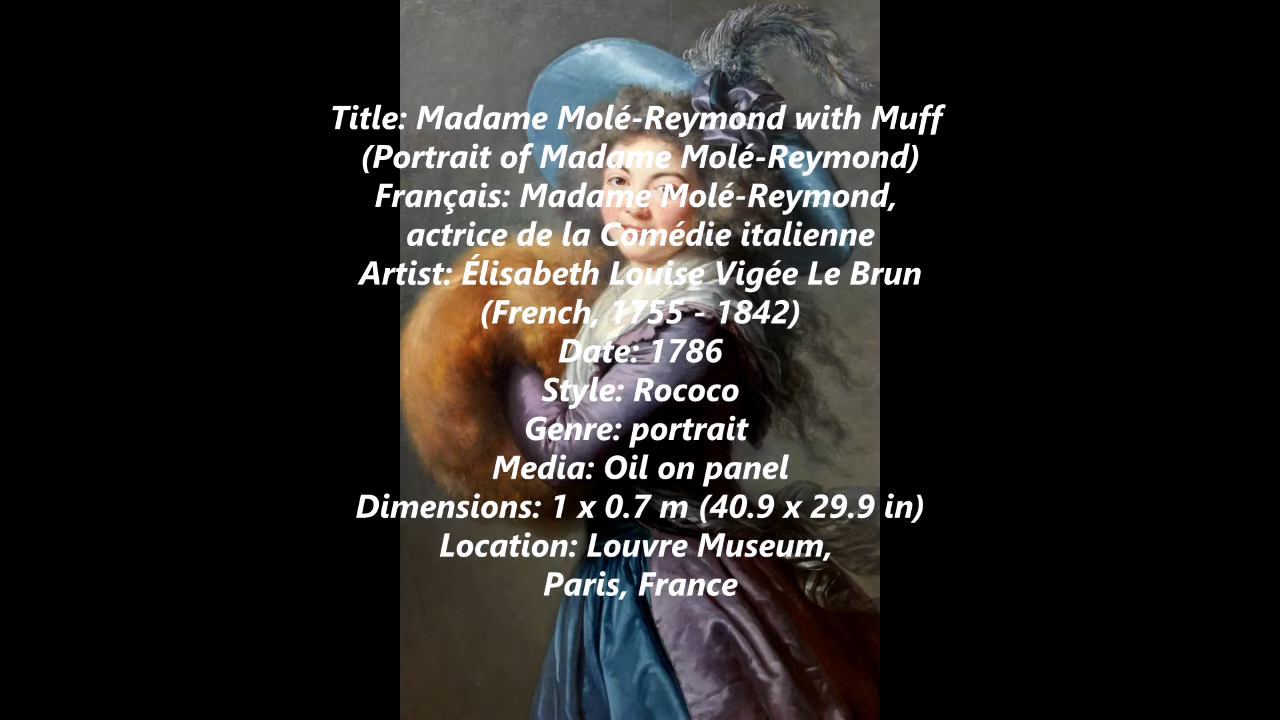 Title: Madame Molé-Reymond with Muff
(Portrait of Madame Molé-Reymond)
Français: Madame Molé-Reymond,
actrice de la Comédie italienne
Artist: Élisabeth Louise Vigée Le Brun
(French, 1755 - 1842)
Date: 1786
Style: Rococo
Genre: portrait
Media: Oil on panel
Dimensions: 1 x 0.7 m (40.9 x 29.9 in)
Location: Louvre Museum,
Paris, France